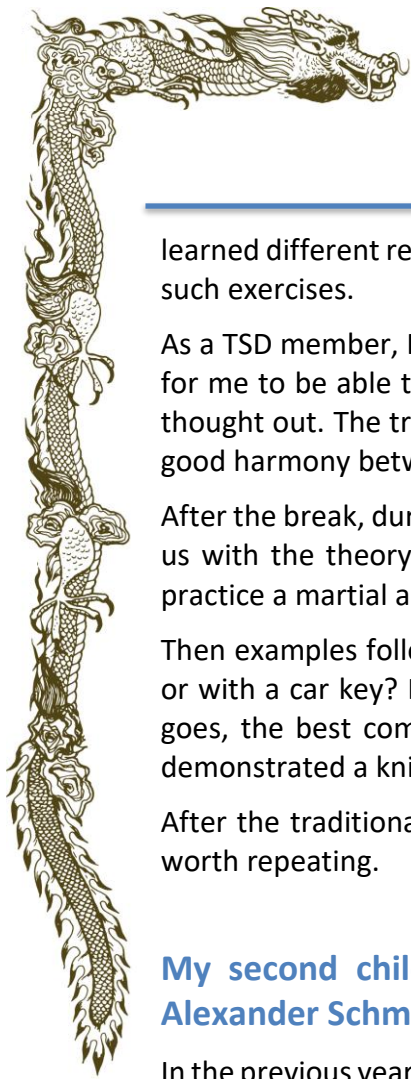 learned different re
such exercises.
As a TSD member,
for me to be able t
thought out. The tr
good harmony betw
After the break, dur
us with the theory
practice a martial a
Then examples follo
or with a car key?
goes, the best com
demonstrated a kni
After the traditiona
worth repeating.
My second chil
Alexander Schm
In the previous year